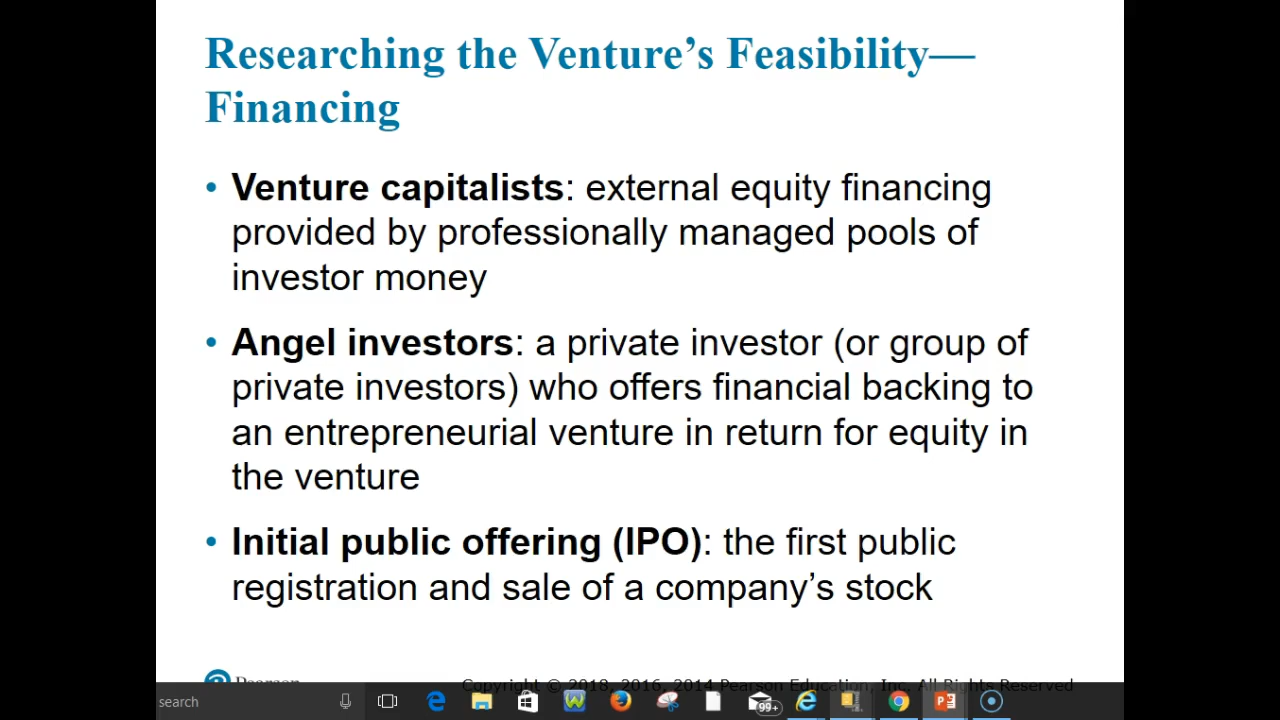 Researching the Venture’s Feasibility—
Financing
• Venture capitalists: external equity financing
provided by professionally managed pools of
investor money
• Angel investors: a private investor (or group of
private investors) who offers financial backing to
an entrepreneurial venture in return for equity in
the venture
• Initial public offering (IPO): the first public
registration and sale of a company’s stock
Pearson
Copyright © 2018, 2016, 2014 Pearson Education, Inc. All Rights Reserved
search
99+